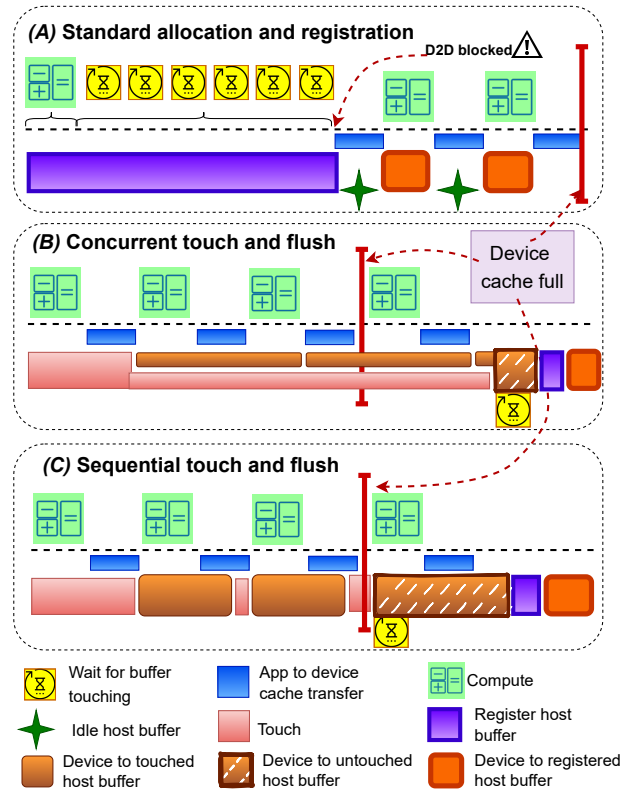 (A) Standard allocation and registration
D2D blocked
(B) Concurrent touch and flush
Device
cache full
(C) Sequential touch and flush
Wait for buffer
touching
App to device
cache transfer
Compute
Idle host buffer
Touch
Register host
buffer
Device to touched
host buffer
Device to untouched
host buffer
Device to registered
host buffer